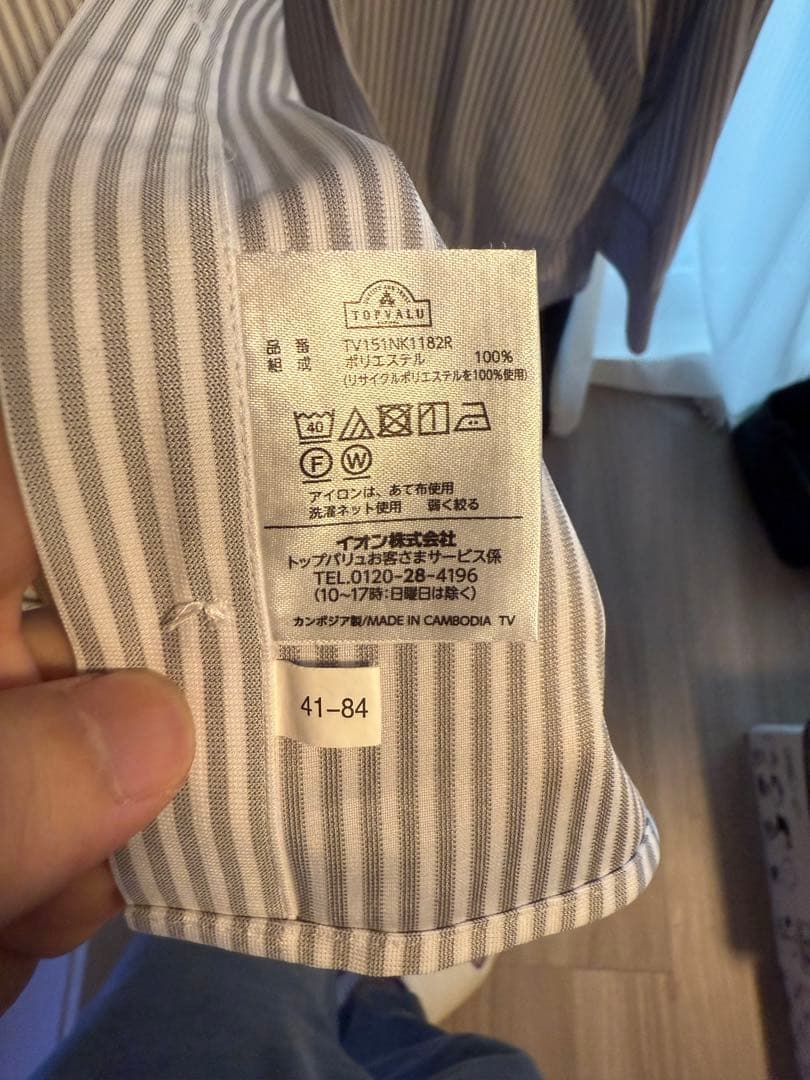 TOPVALU
品番 TV151NK1182R
組成 ポリエステル 100%
(リサイクルポリエステルを100%使用)
40
F W
アイロンは、あて布使用
洗濯ネット使用 弱く絞る
イオン株式会社
トップバリュお客さまサービス係
TEL.0120-28-4196
(10~17時:日曜日は除く)
カンボジア製/MADE IN CAMBODIA TV
41-84